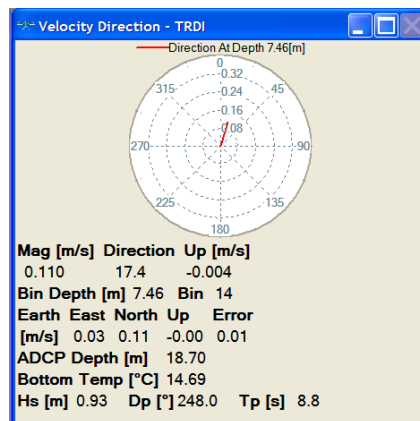 Velocity Direction - TRDI
Direction At Depth 7.46[m]
0
0.32
315
0.24
45
0.16
0.08
270
90
225
135
180
Mag [m/s] Direction Up [m/s]
0.110 17.4 -0.004
Bin Depth [m] 7.46 Bin 14
Earth East North Up Error
[m/s] 0.03 0.11 -0.00 0.01
ADCP Depth [m] 18.70
Bottom Temp [°C] 14.69
Hs [m] 0.93 Dp [°] 248.0 Tp [s] 8.8